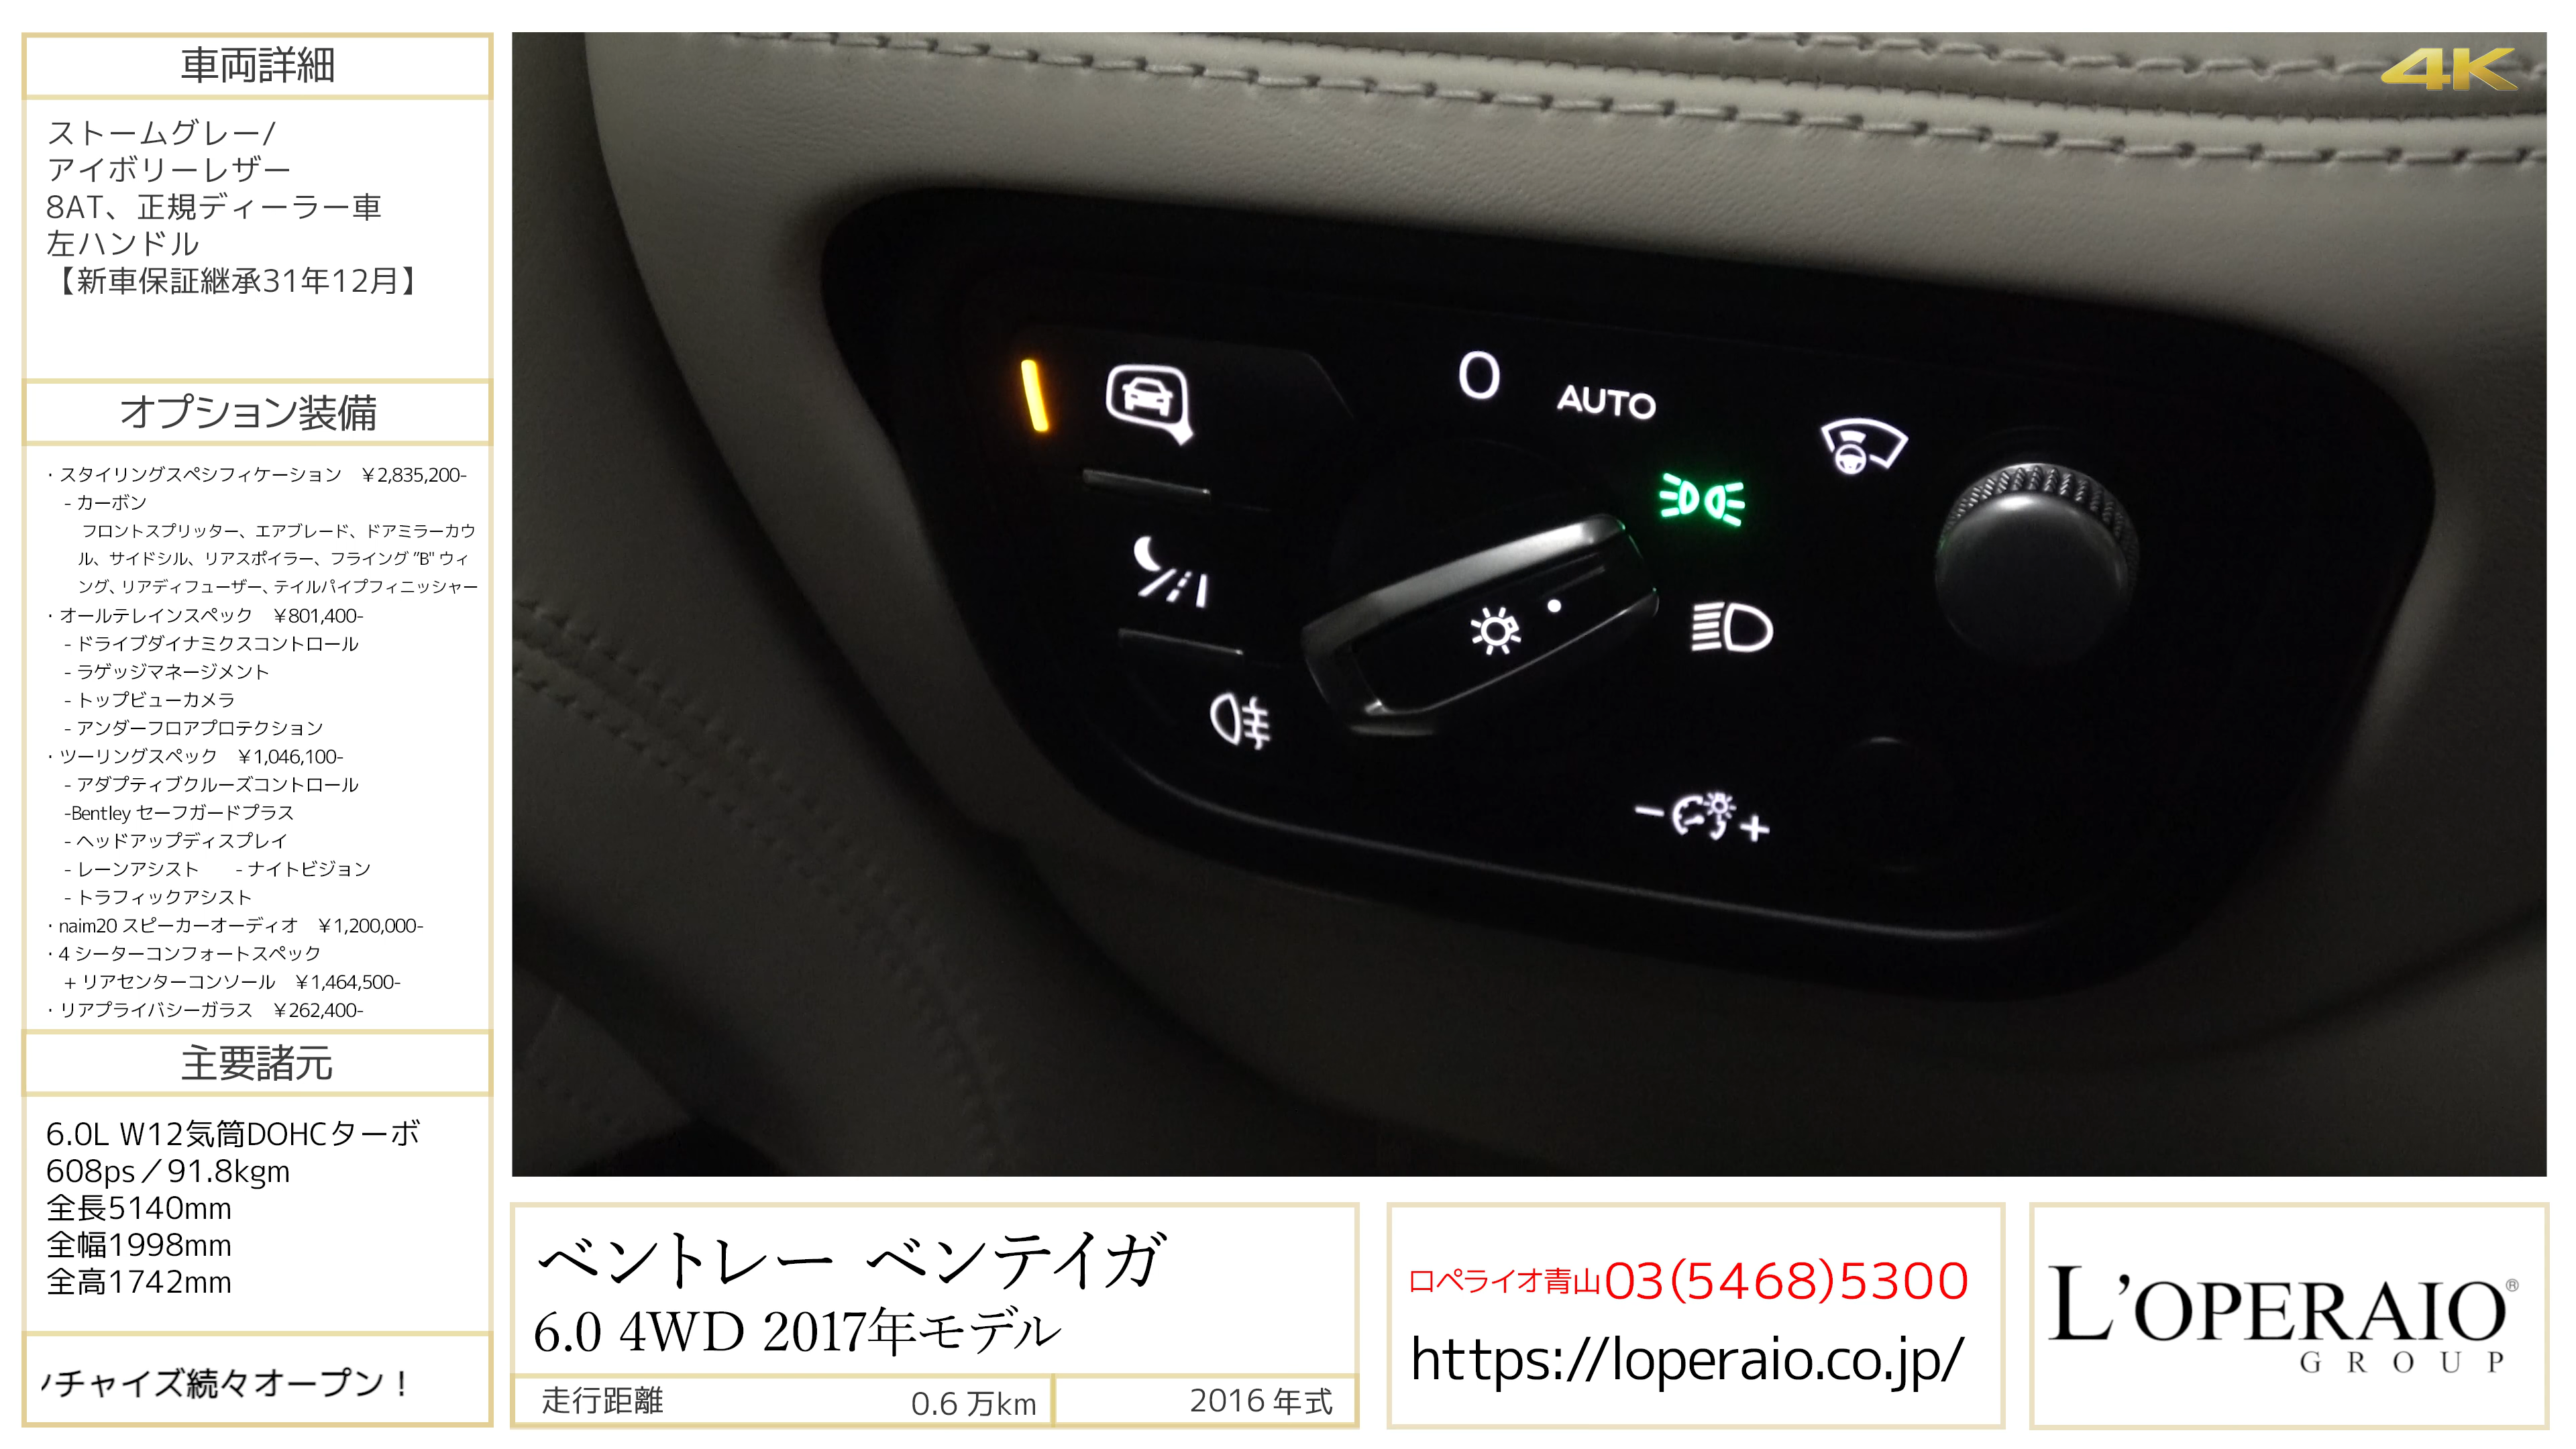 車両詳細
ストームグレー/
アイボリーレザー
8AT、正規ディーラー車
左ハンドル
【新車保証継承31年12月】
オプション装備
・スタイリングスペシフィケーション ￥2,835,200-
- カーボン
フロントスプリッター、エアブレード、ドアミラーカウ
ル、サイドシル、リアスポイラー、フライング "B" ウィ
ング、リアディフューザー、テイルパイプフィニッシャー
・オールテレインスペック ￥801,400-
- ドライブダイナミクスコントロール
- ラゲッジマネージメント
- トップビューカメラ
- アンダーフロアプロテクション
・ツーリングスペック ￥1,046,100-
- アダプティブクルーズコントロール
-Bentley セーフガードプラス
- ヘッドアップディスプレイ
- レーンアシスト - ナイトビジョン
- トラフィックアシスト
・naim20 スピーカーオーディオ ￥1,200,000-
・4 シーターコンフォートスペック
+ リアセンターコンソール ￥1,464,500-
・リアプライバシーガラス ￥262,400-
主要諸元
6.0L W12気筒DOHCターボ
608ps／91.8kgm
全長5140mm
全幅1998mm
全高1742mm
チャイズ続々オープン！
4K
0 AUTO
- +
ベントレー ベンテイガ
6.0 4WD 2017年モデル
走行距離 0.6 万km 2016 年式
ロペライオ青山03(5468)5300
https://loperaio.co.jp/
L'OPERAIO®
GROUP